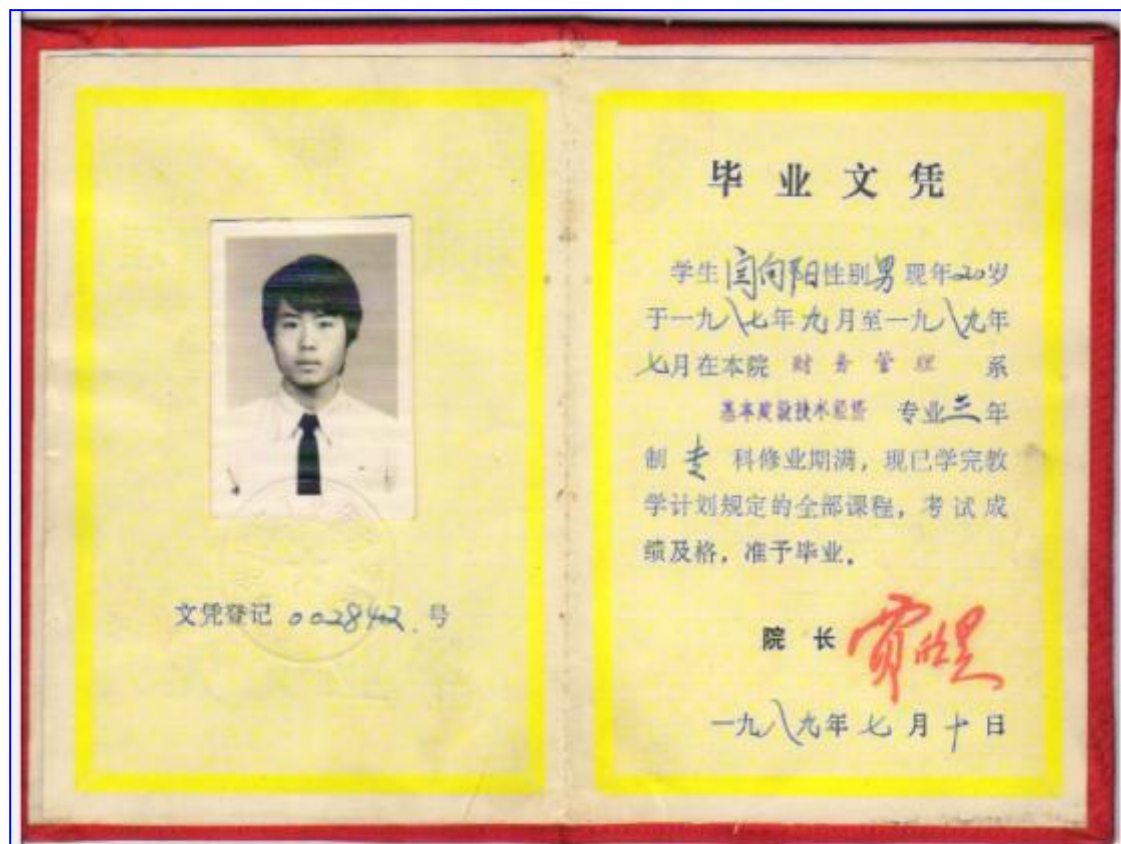 文凭登记 0028402 号
毕业文凭
学生闫向阳性别男现年20岁
于一九八七年九月至一九八九年
七月在本院 财务管理 系
基本建设技术经济 专业三年
制 专 科修业期满，现已学完教
学计划规定的全部课程，考试成
绩及格，准予毕业。
院长
一九八九年七月十日